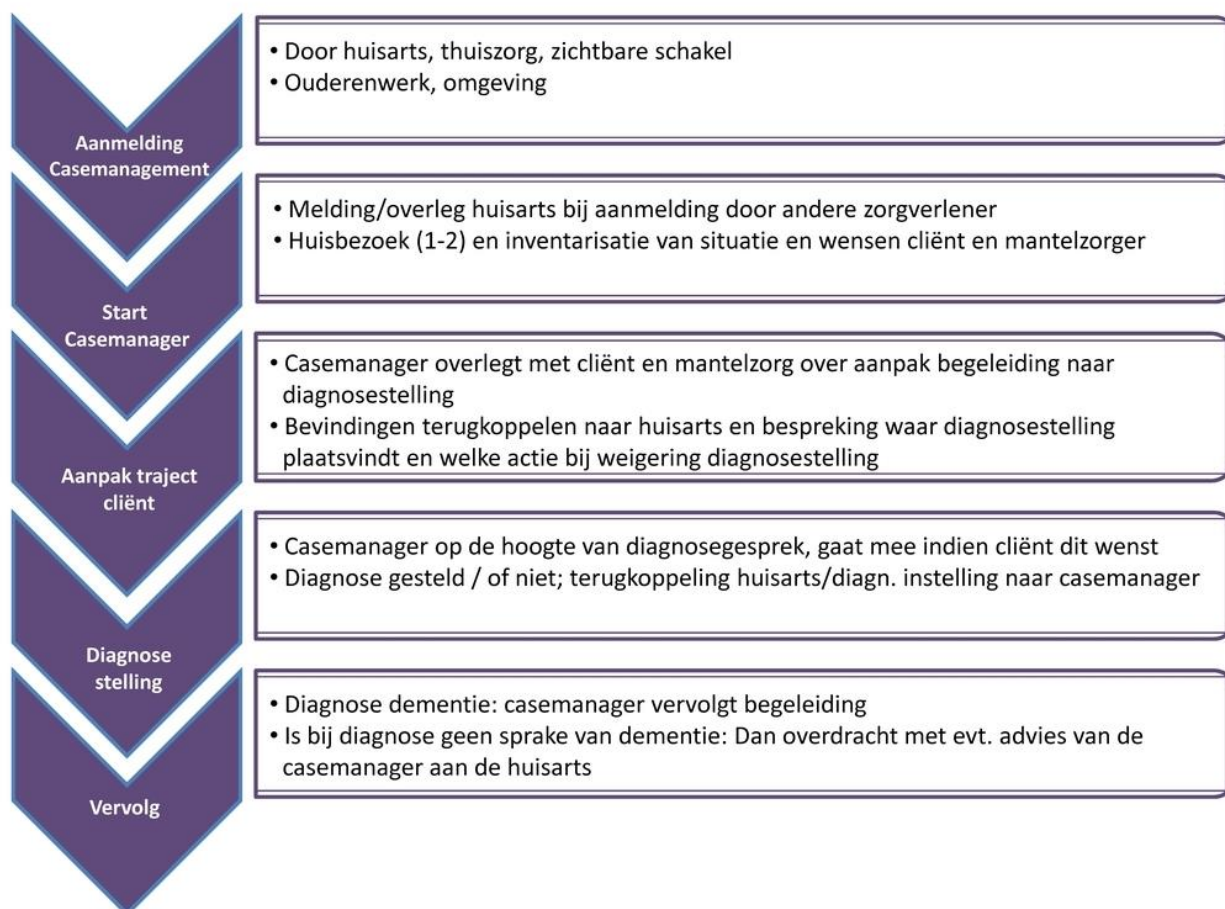 Aanmelding
Casemanagement
• Door huisarts, thuiszorg, zichtbare schakel
• Ouderenwerk, omgeving
Start
Casemanager
• Melding/overleg huisarts bij aanmelding door andere zorgverlener
• Huisbezoek (1-2) en inventarisatie van situatie en wensen cliënt en mantelzorger
Aanpak traject
cliënt
• Casemanager overlegt met cliënt en mantelzorg over aanpak begeleiding naar
diagnosestelling
• Bevindingen terugkoppelen naar huisarts en bespreking waar diagnosestelling
plaatsvindt en welke actie bij weigering diagnosestelling
Diagnose
stelling
• Casemanager op de hoogte van diagnosegesprek, gaat mee indien cliënt dit wenst
• Diagnose gesteld / of niet; terugkoppeling huisarts/diagn. instelling naar casemanager
Vervolg
• Diagnose dementie: casemanager vervolgt begeleiding
• Is bij diagnose geen sprake van dementie: Dan overdracht met evt. advies van de
casemanager aan de huisarts